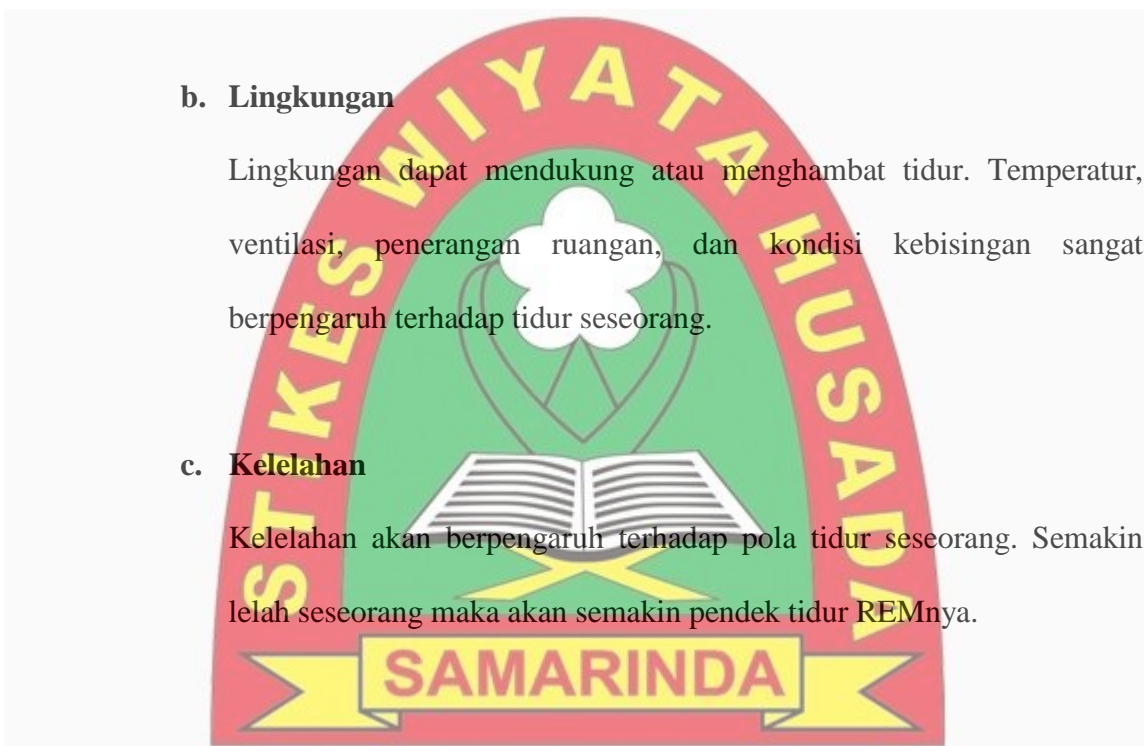 b. Lingkungan
Lingkungan dapat mendukung atau menghambat tidur. Temperatur,
ventilasi, penerangan ruangan, dan kondisi kebisingan sangat
berpengaruh terhadap tidur seseorang.
c. Kelelahan
Kelelahan akan berpengaruh terhadap pola tidur seseorang. Semakin
lelah seseorang maka akan semakin pendek tidur REMnya.
STIKES WIYATA HUSADA
SAMARINDA